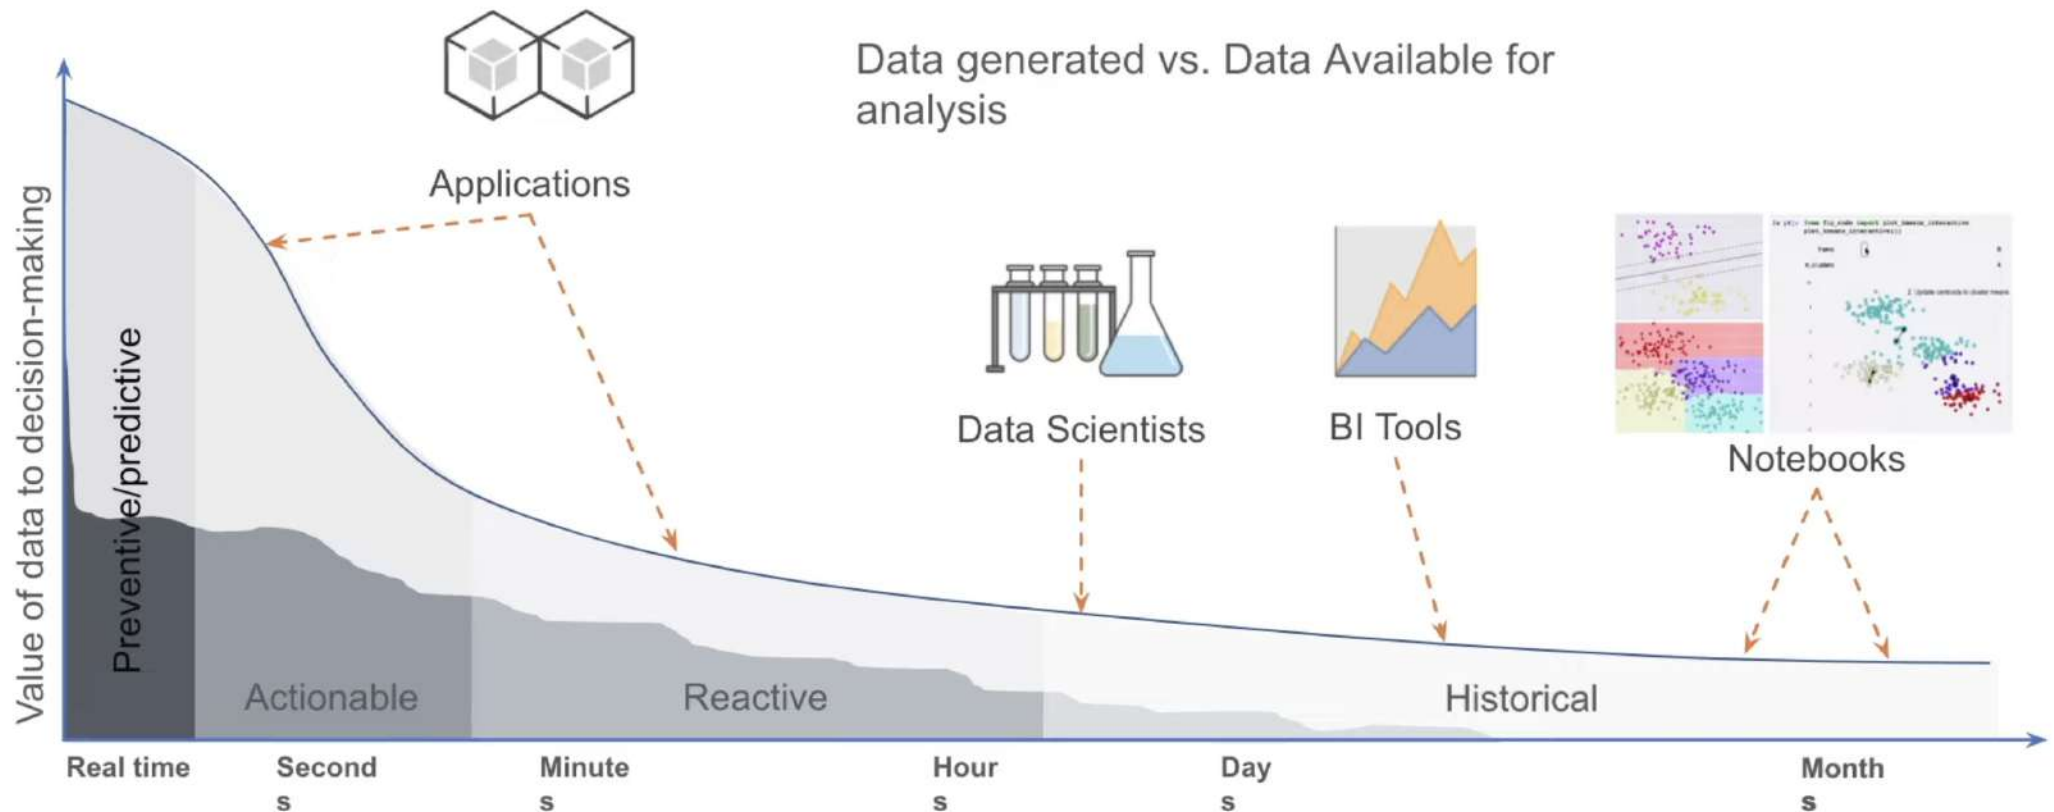 Data generated vs. Data Available for
analysis
Applications
Data Scientists
BI Tools
Notebooks
Value of data to decision-making
Preventive/predictive
Actionable
Reactive
Historical
Real time
Second
s
Minute
s
Hour
s
Day
s
Month
s